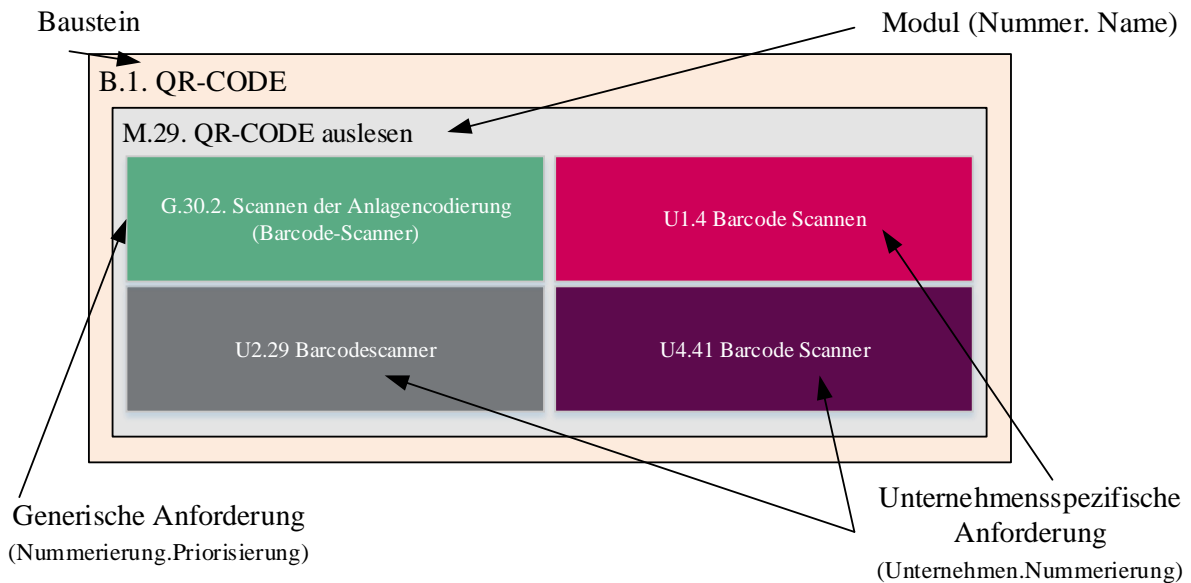 Baustein
Modul (Nummer. Name)
B.1. QR-CODE
M.29. QR-CODE auslesen
G.30.2. Scannen der Anlagencodierung
(Barcode-Scanner)
U1.4 Barcode Scannen
U2.29 Barcodescanner
U4.41 Barcode Scanner
Generische Anforderung
(Nummerierung.Priorisierung)
Unternehmensspezifische
Anforderung
(Unternehmen.Nummerierung)